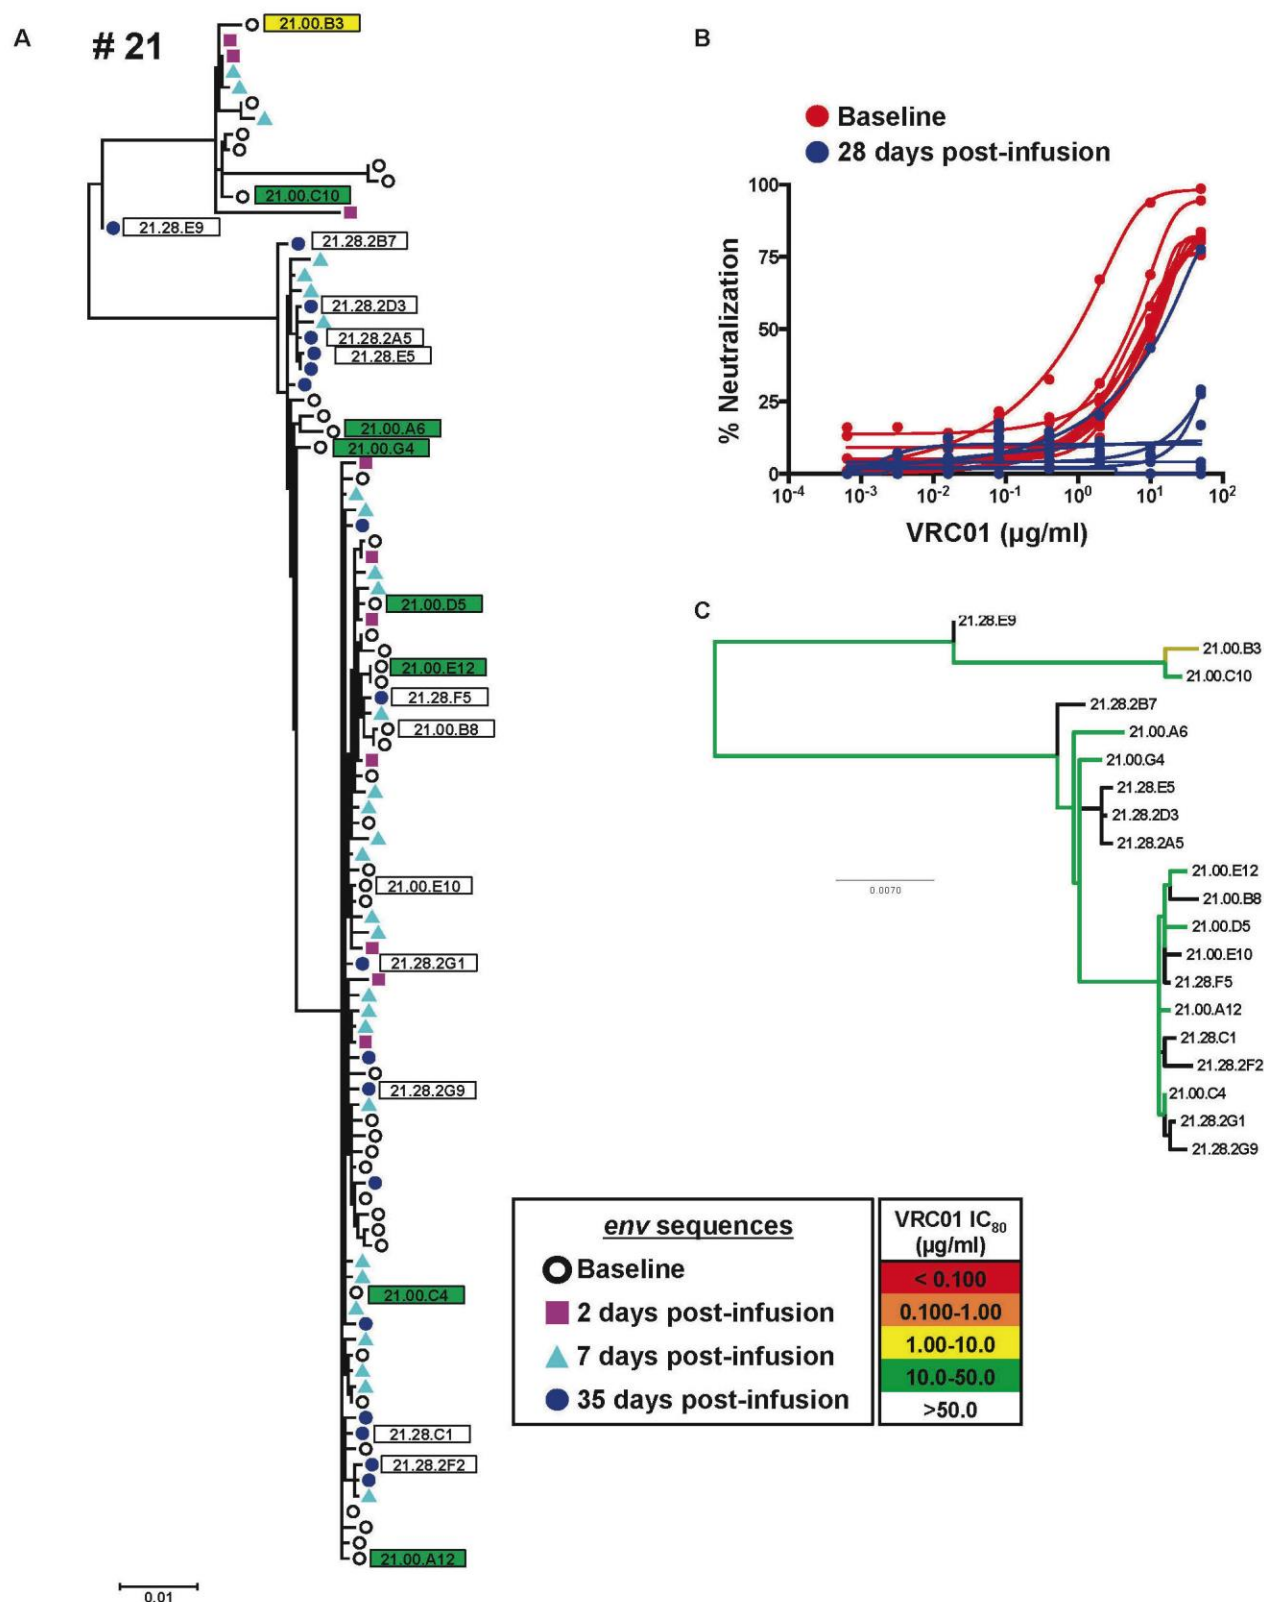 A
# 21
21.00.B3
21.00.C10
21.28.E9
21.28.2B7
21.28.2D3
21.28.2A5
21.28.E5
21.00.A6
21.00.G4
21.00.D5
21.00.E12
21.28.F5
21.00.B8
21.00.E10
21.28.2G1
21.28.2G9
21.00.C4
21.28.C1
21.28.2F2
21.00.A12
0.01
B
Baseline
28 days post-infusion
% Neutralization
100
75
50
25
0
10-4
10-3
10-2
10-1
100
101
102
VRC01 (µg/ml)
C
21.28.E9
21.00.B3
21.00.C10
21.28.2B7
21.00.A6
21.00.G4
21.28.E5
21.28.2D3
21.28.2A5
21.00.E12
21.00.B8
21.00.D5
21.00.E10
21.28.F5
21.00.A12
21.28.C1
21.28.2F2
21.00.C4
21.28.2G1
21.28.2G9
0.0070
env sequences
Baseline
2 days post-infusion
7 days post-infusion
35 days post-infusion
VRC01 IC80
(µg/ml)
< 0.100
0.100-1.00
1.00-10.0
10.0-50.0
>50.0